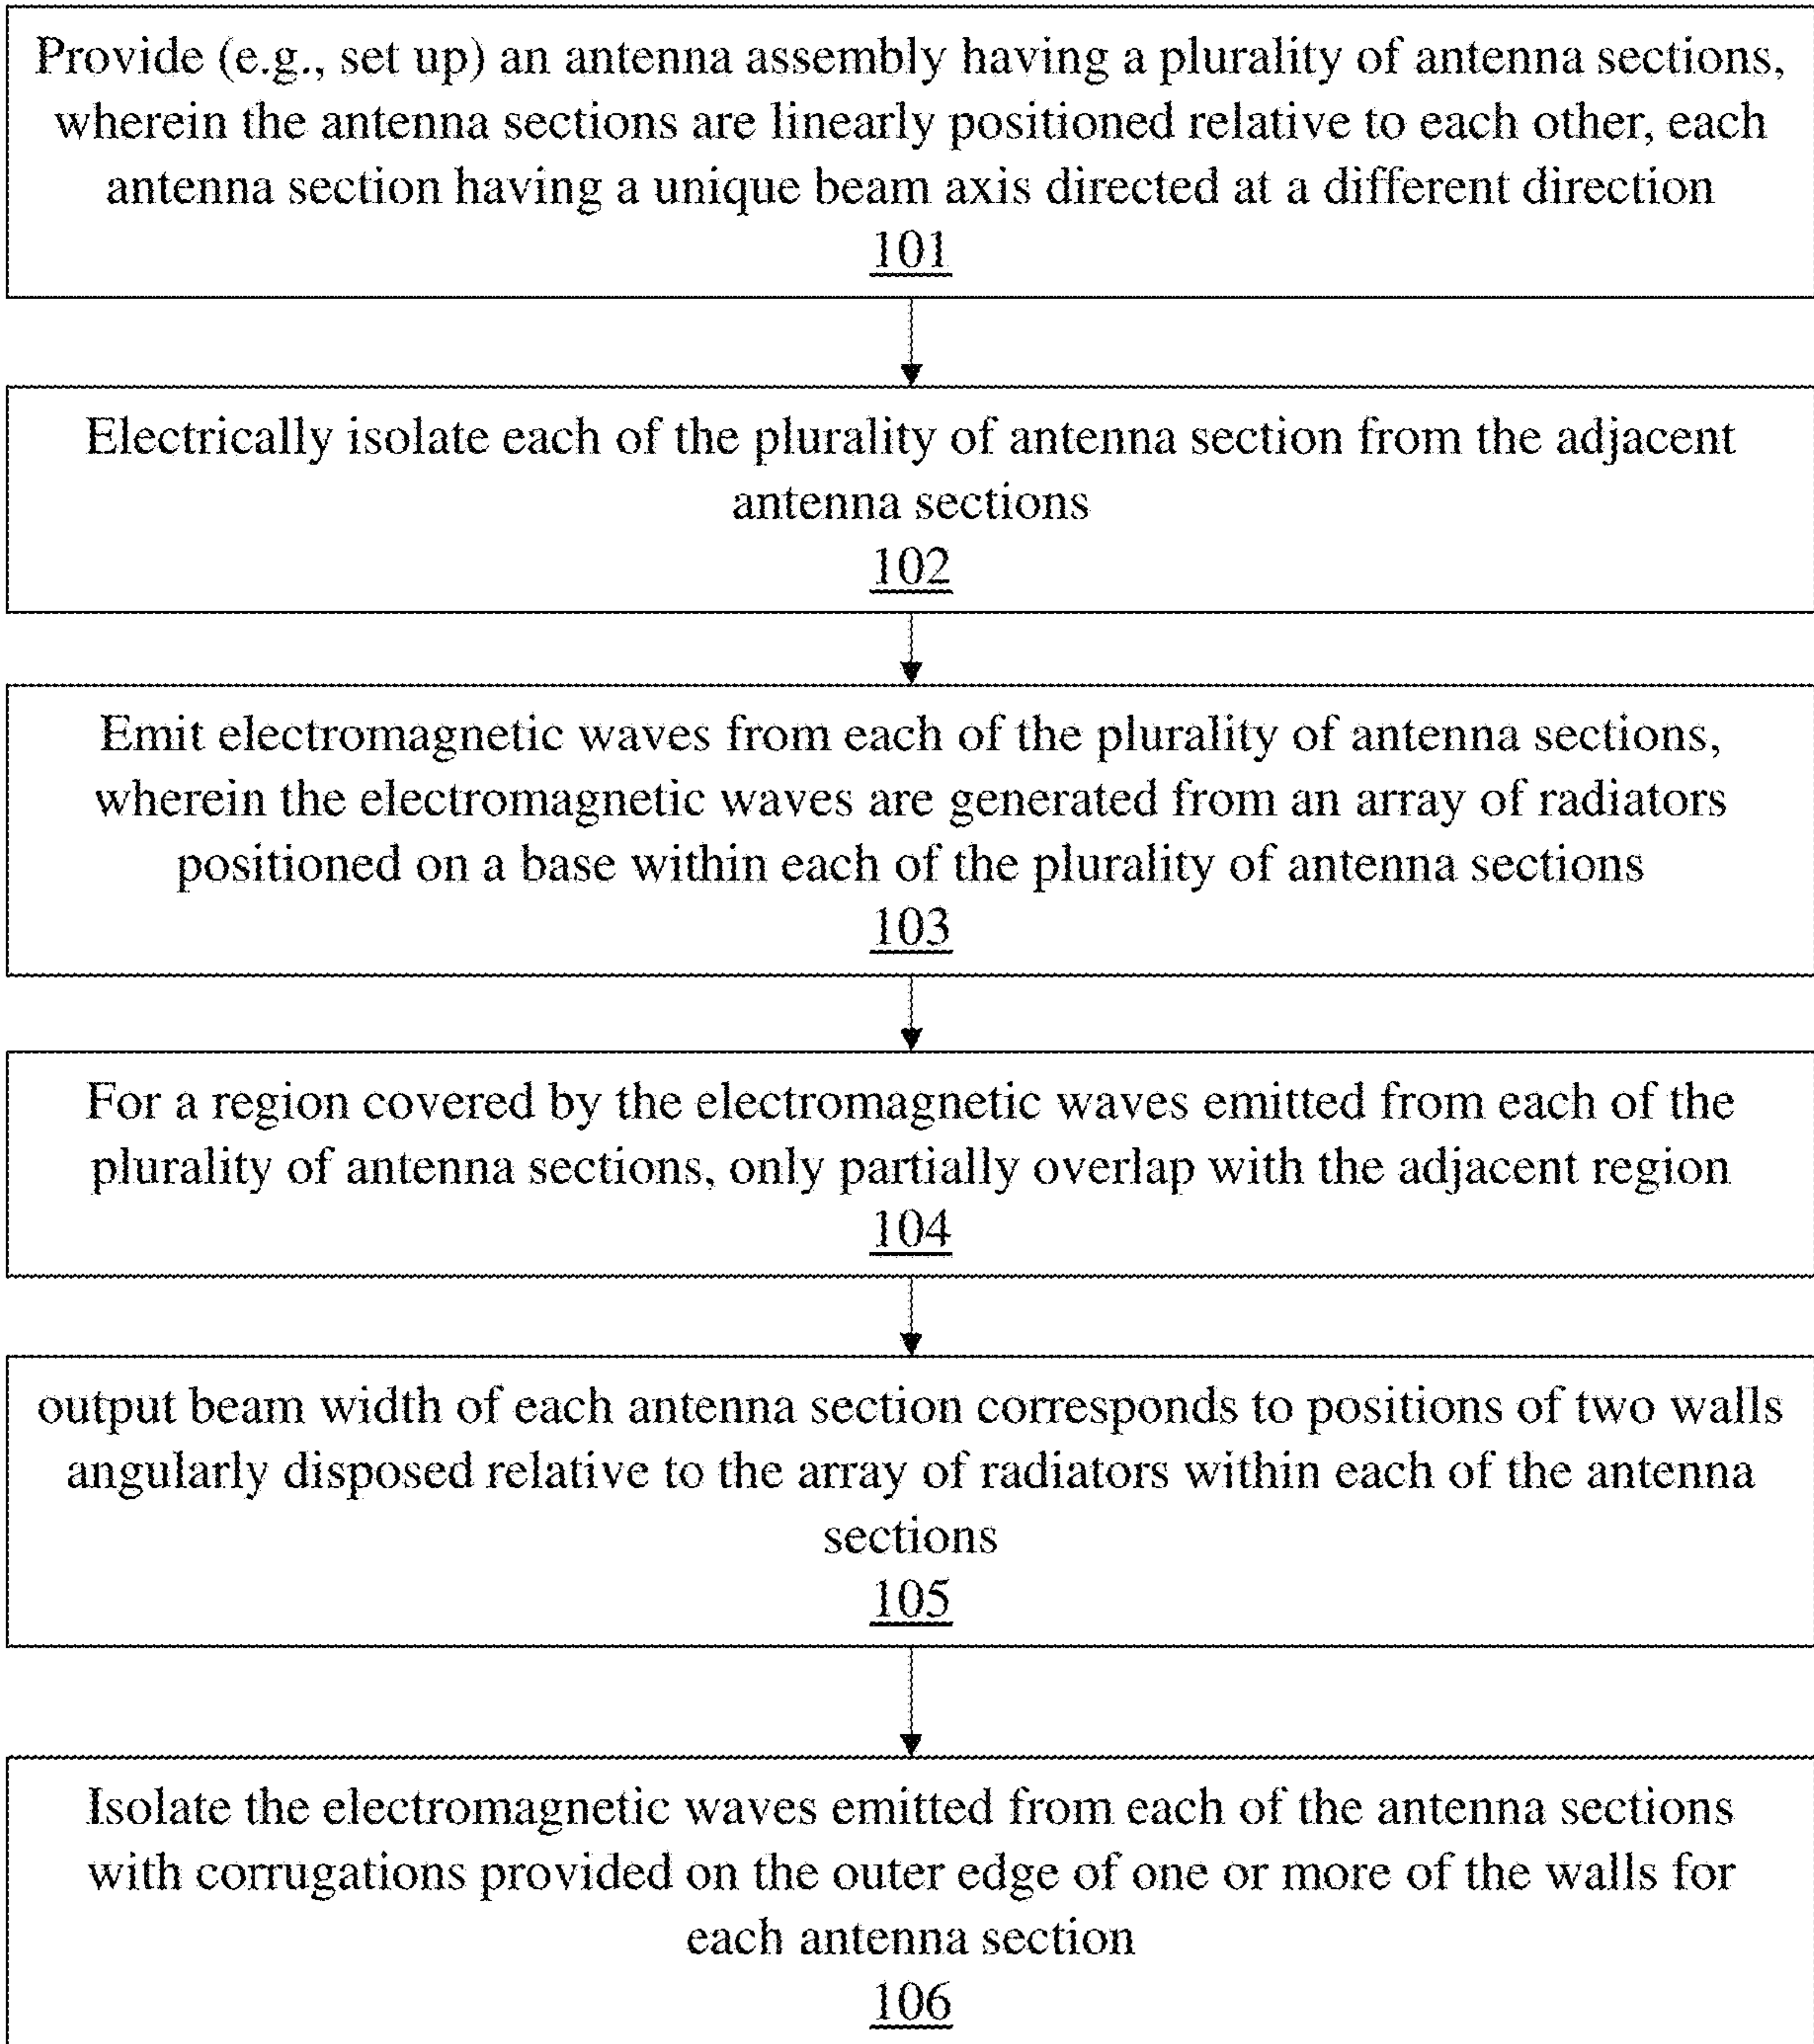 Provide (e.g., set up) an antenna assembly having a plurality of antenna sections,
wherein the antenna sections are linearly positioned relative to each other, each
antenna section having a unique beam axis directed at a different direction
101
Electrically isolate each of the plurality of antenna section from the adjacent
antenna sections
102
Emit electromagnetic waves from each of the plurality of antenna sections,
wherein the electromagnetic waves are generated from an array of radiators
positioned on a base within each of the plurality of antenna sections
103
For a region covered by the electromagnetic waves emitted from each of the
plurality of antenna sections, only partially overlap with the adjacent region
104
output beam width of each antenna section corresponds to positions of two walls
angularly disposed relative to the array of radiators within each of the antenna
sections
105
Isolate the electromagnetic waves emitted from each of the antenna sections
with corrugations provided on the outer edge of one or more of the walls for
each antenna section
106